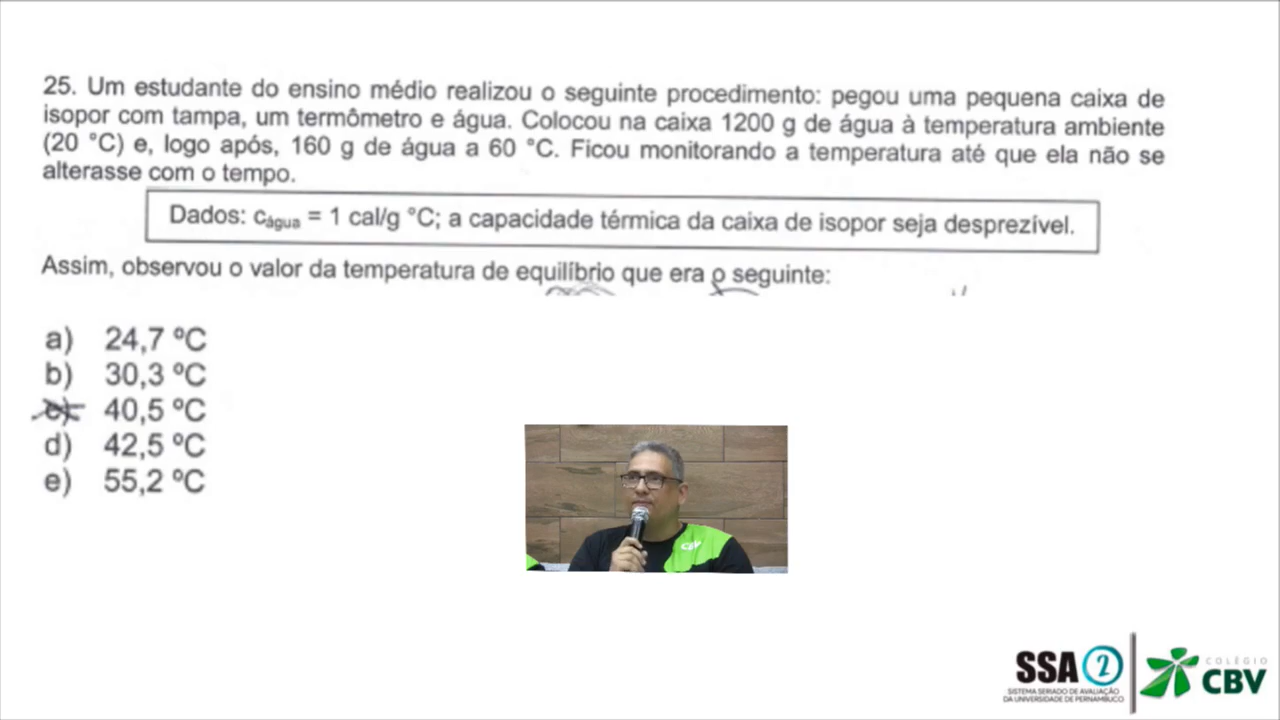 25. Um estudante do ensino médio realizou o seguinte procedimento: pegou uma pequena caixa de
isopor com tampa, um termômetro e água. Colocou na caixa 1200 g de água à temperatura ambiente
(20 °C) e, logo após, 160 g de água a 60 °C. Ficou monitorando a temperatura até que ela não se
alterasse com o tempo.
Dados: cágua = 1 cal/g °C; a capacidade térmica da caixa de isopor seja desprezível.
Assim, observou o valor da temperatura de equilíbrio que era o seguinte:
a) 24,7 ºC
b) 30,3 ºC
c) 40,5 ºC
d) 42,5 ºC
e) 55,2 ºC
CBV
SSA 2
SISTEMA SERIADO DE AVALIAÇÃO
DA UNIVERSIDADE DE PERNAMBUCO
COLÉGIO
CBV